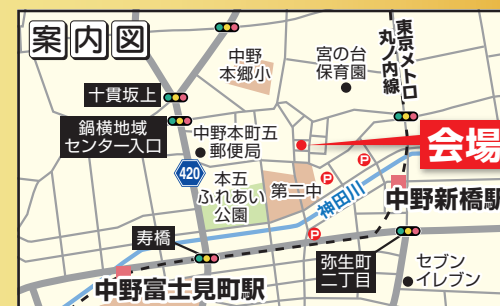 案内図
中野
本郷小
宮の台
保育園
東京メトロ
丸ノ内線
十貫坂上
鍋横地域
センター入口
中野本町五
郵便局
会場
420
本五
ふれあい
公園
第二中
P
P
P
神田川
中野新橋駅
寿橋
弥生町
二丁目
セブン
イレブン
中野富士見町駅